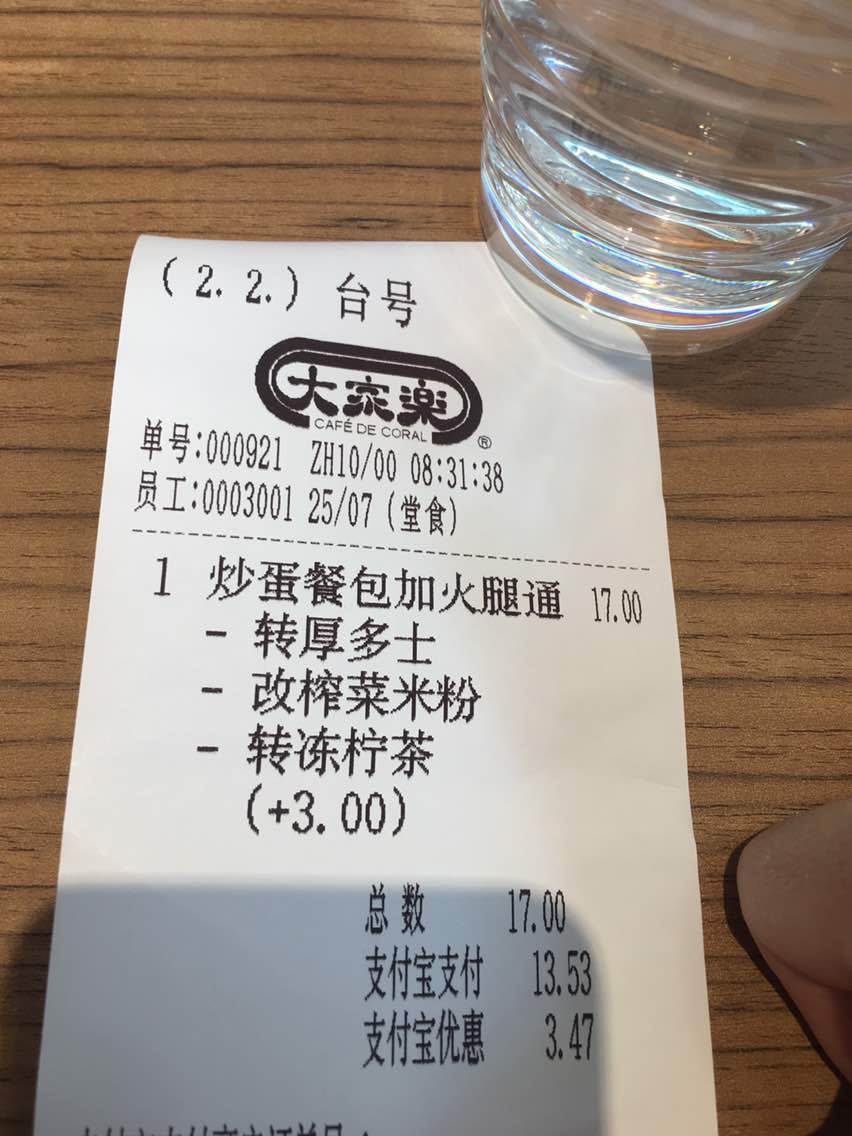 (2.2.) 台号
大家樂
CAFÉ DE CORAL ®
单号:000921 ZH10/00 08:31:38
员工:0003001 25/07 (堂食)
1 炒蛋餐包加火腿通 17.00
- 转厚多士
- 改榨菜米粉
- 转冻柠茶
(+3.00)
总数 17.00
支付宝支付 13.53
支付宝优惠 3.47